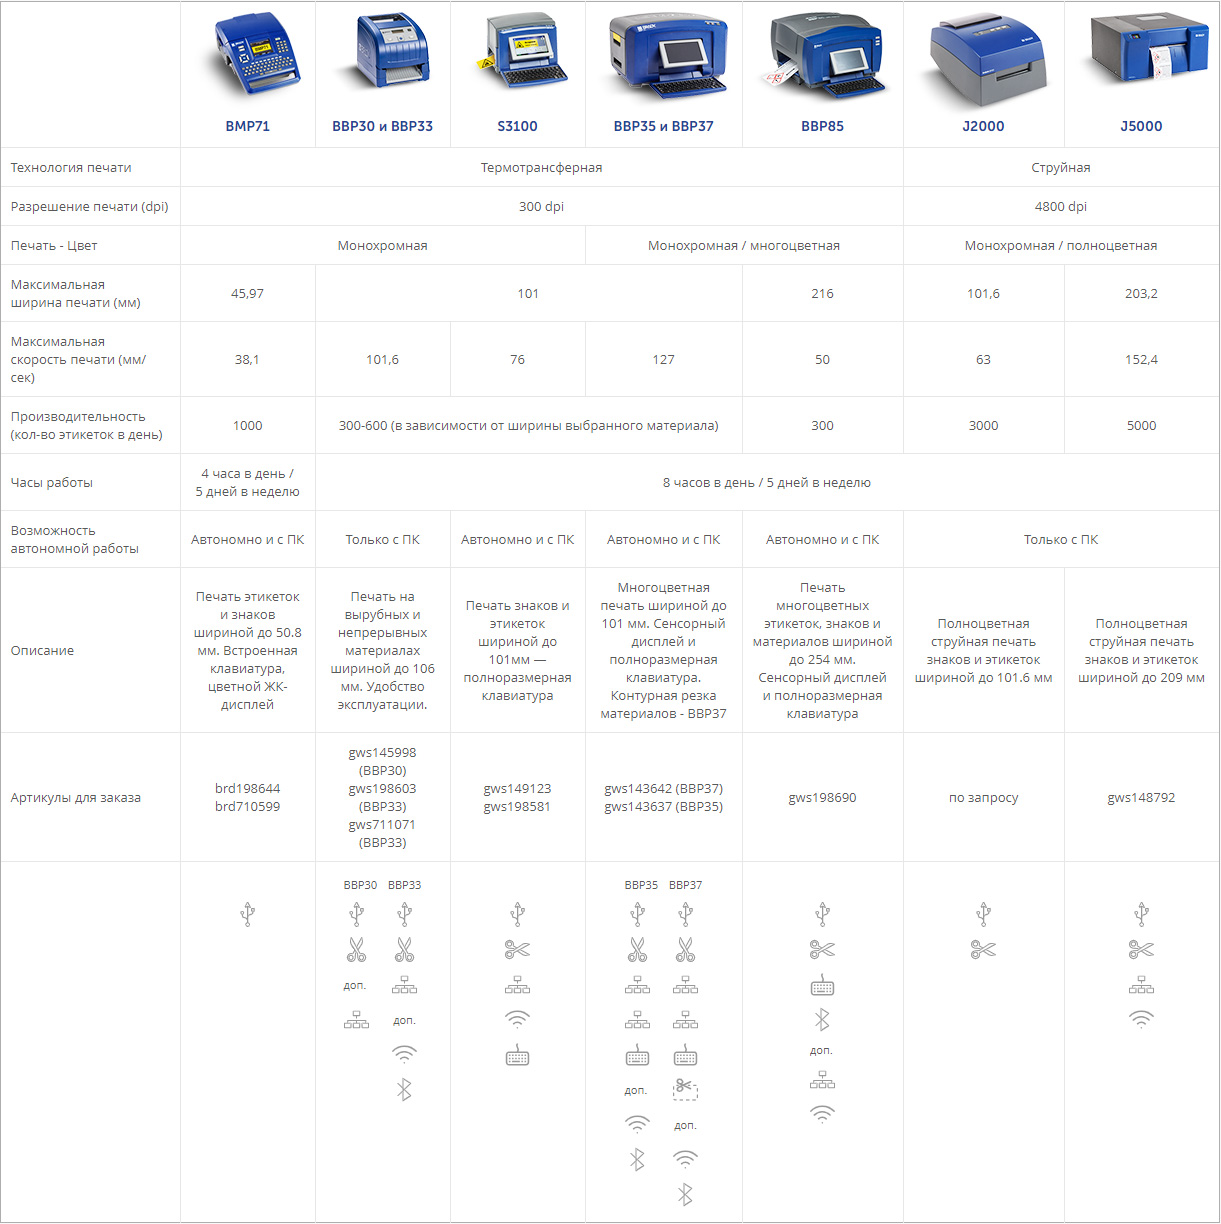 BMP71
BBP30 и BBP33
S3100
BBP35 и BBP37
BBP85
J2000
J5000
Технология печати
Термотрансферная
Струйная
Разрешение печати (dpi)
300 dpi
4800 dpi
Печать - Цвет
Монохромная
Монохромная / многоцветная
Монохромная / полноцветная
Максимальная
ширина печати (мм)
45,97
101
216
101,6
203,2
Максимальная
скорость печати (мм/
сек)
38,1
101,6
76
127
50
63
152,4
Производительность
(кол-во этикеток в день)
1000
300-600 (в зависимости от ширины выбранного материала)
300
3000
5000
Часы работы
4 часа в день /
5 дней в неделю
8 часов в день / 5 дней в неделю
Возможность
автономной работы
Автономно и с ПК
Только с ПК
Автономно и с ПК
Автономно и с ПК
Автономно и с ПК
Только с ПК
Описание
Печать этикеток
и знаков
шириной до 50.8
мм. Встроенная
клавиатура,
цветной ЖК-
дисплей
Печать на
вырубных и
непрерывных
материалах
шириной до 106
мм. Удобство
эксплуатации.
Печать знаков и
этикеток
шириной до
101мм —
полноразмерная
клавиатура
Многоцветная
печать шириной до
101 мм. Сенсорный
дисплей и
полноразмерная
клавиатура.
Контурная резка
материалов - BBP37
Печать
многоцветных
этикеток, знаков и
материалов шириной
до 254 мм.
Сенсорный дисплей
и полноразмерная
клавиатура
Полноцветная
струйная печать
знаков и этикеток
шириной до 101.6 мм
Полноцветная
струйная печать
знаков и этикеток
шириной до 209 мм
Артикулы для заказа
brd198644
brd710599
gws145998
(BBP30)
gws198603
(BBP33)
gws711071
(BBP33)
gws149123
gws198581
gws143642 (BBP37)
gws143637 (BBP35)
gws198690
по запросу
gws148792
BBP30 BBP33
доп.
доп.
BBP35 BBP37
доп.
доп.
доп.